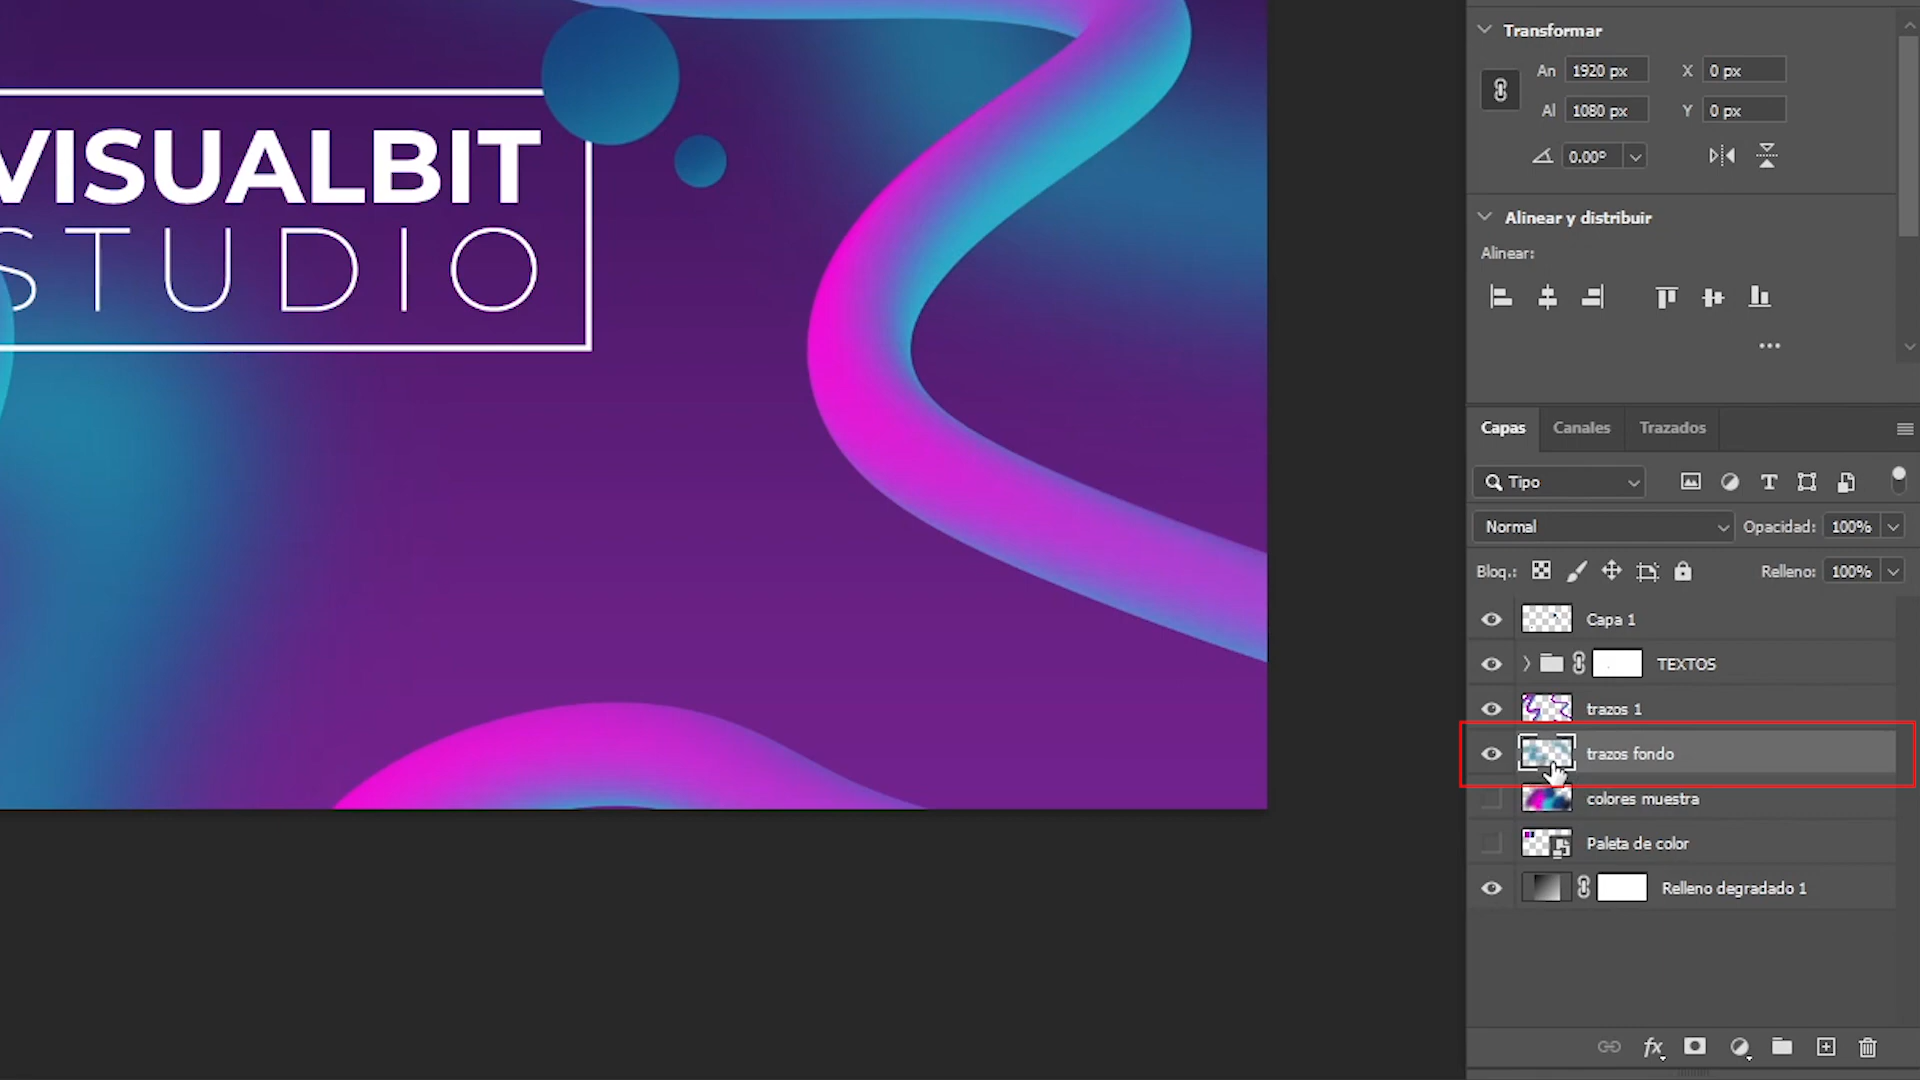 VISUALBIT
STUDIO
Transformar
An 1920 px X 0 px
Al 1080 px Y 0 px
0.00°
Alinear y distribuir
Alinear:
Capas Canales Trazados
Tipo
Normal Opacidad: 100%
Bloq.: Relleno: 100%
Capa 1
TEXTOS
trazos 1
trazos fondo
colores muestra
Paleta de color
Relleno degradado 1
fx